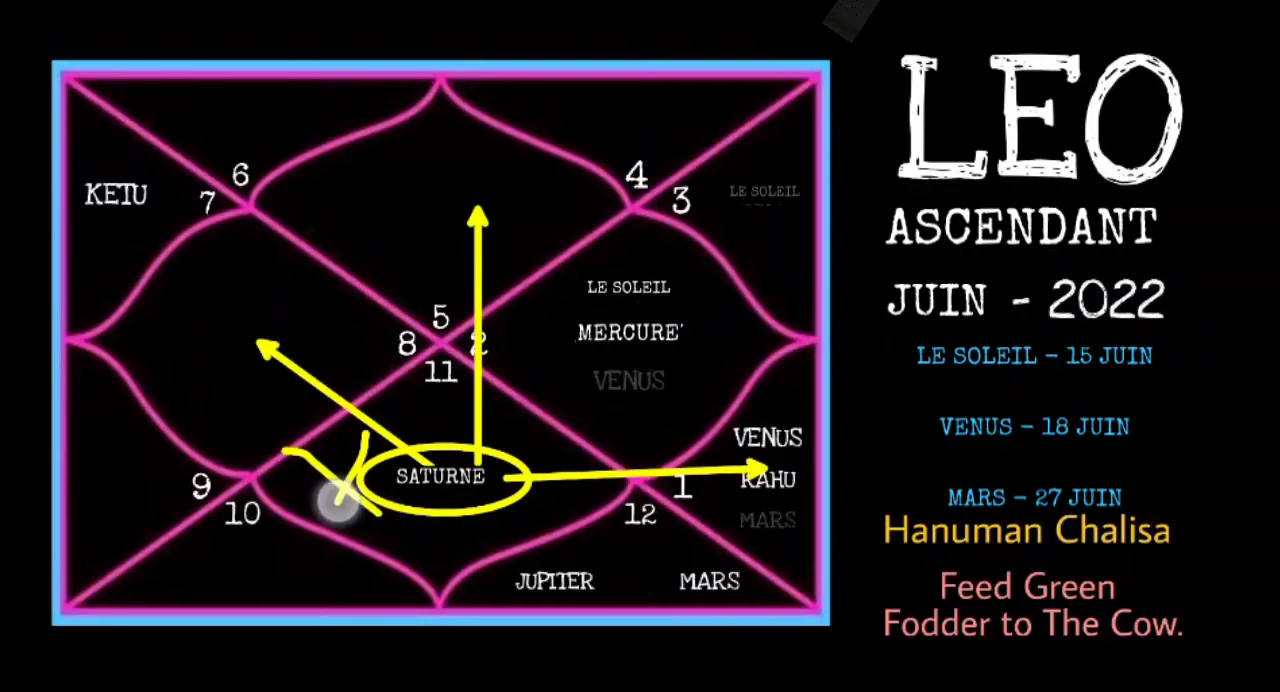 LEO
ASCENDANT
JUIN - 2022
LE SOLEIL - 15 JUIN
VENUS - 18 JUIN
MARS - 27 JUIN
Hanuman Chalisa
Feed Green
Fodder to The Cow.
6
4
KETU
7
3
LE SOLEIL
LE SOLEIL
5
MERCURE'
8
2
11
VENUS
VENUS
SATURNE
RAHU
9
1
10
12
MARS
JUPITER
MARS